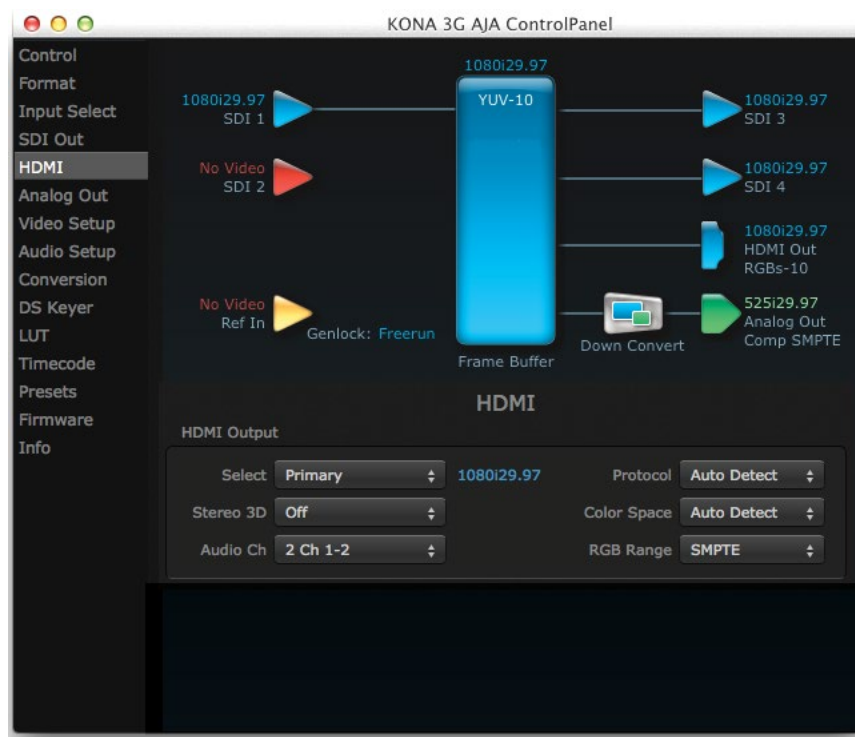 KONA 3G AJA ControlPanel
Control
Format
Input Select
SDI Out
HDMI
Analog Out
Video Setup
Audio Setup
Conversion
DS Keyer
LUT
Timecode
Presets
Firmware
Info
1080i29.97
YUV-10
1080i29.97
SDI 1
No Video
SDI 2
No Video
Ref In
Genlock: Freerun
Frame Buffer
Down Convert
1080i29.97
SDI 3
1080i29.97
SDI 4
1080i29.97
HDMI Out
RGBs-10
525i29.97
Analog Out
Comp SMPTE
HDMI
HDMI Output
Select Primary 1080i29.97 Protocol Auto Detect
Stereo 3D Off Color Space Auto Detect
Audio Ch 2 Ch 1-2 RGB Range SMPTE